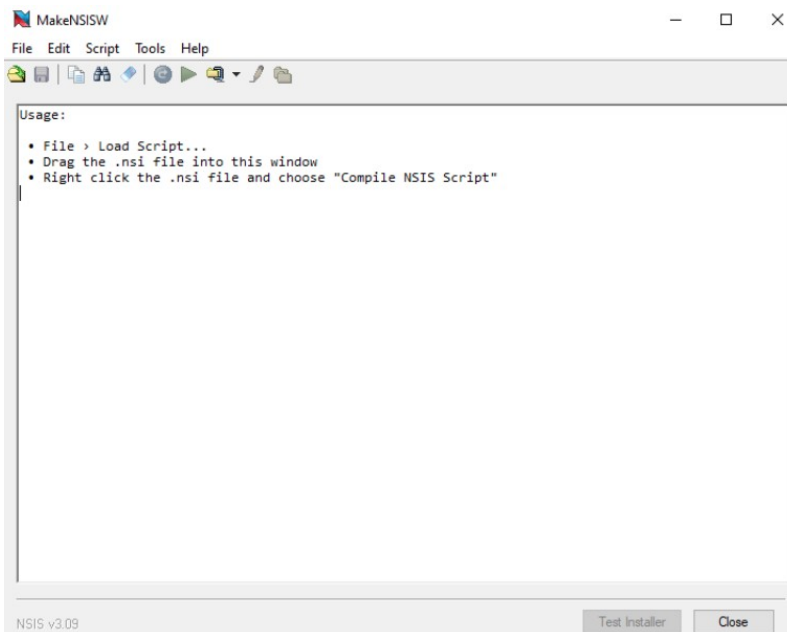 MakeNSISW
File Edit Script Tools Help
Usage:
• File › Load Script...
• Drag the .nsi file into this window
• Right click the .nsi file and choose "Compile NSIS Script"
NSIS v3.09
Test Installer Close